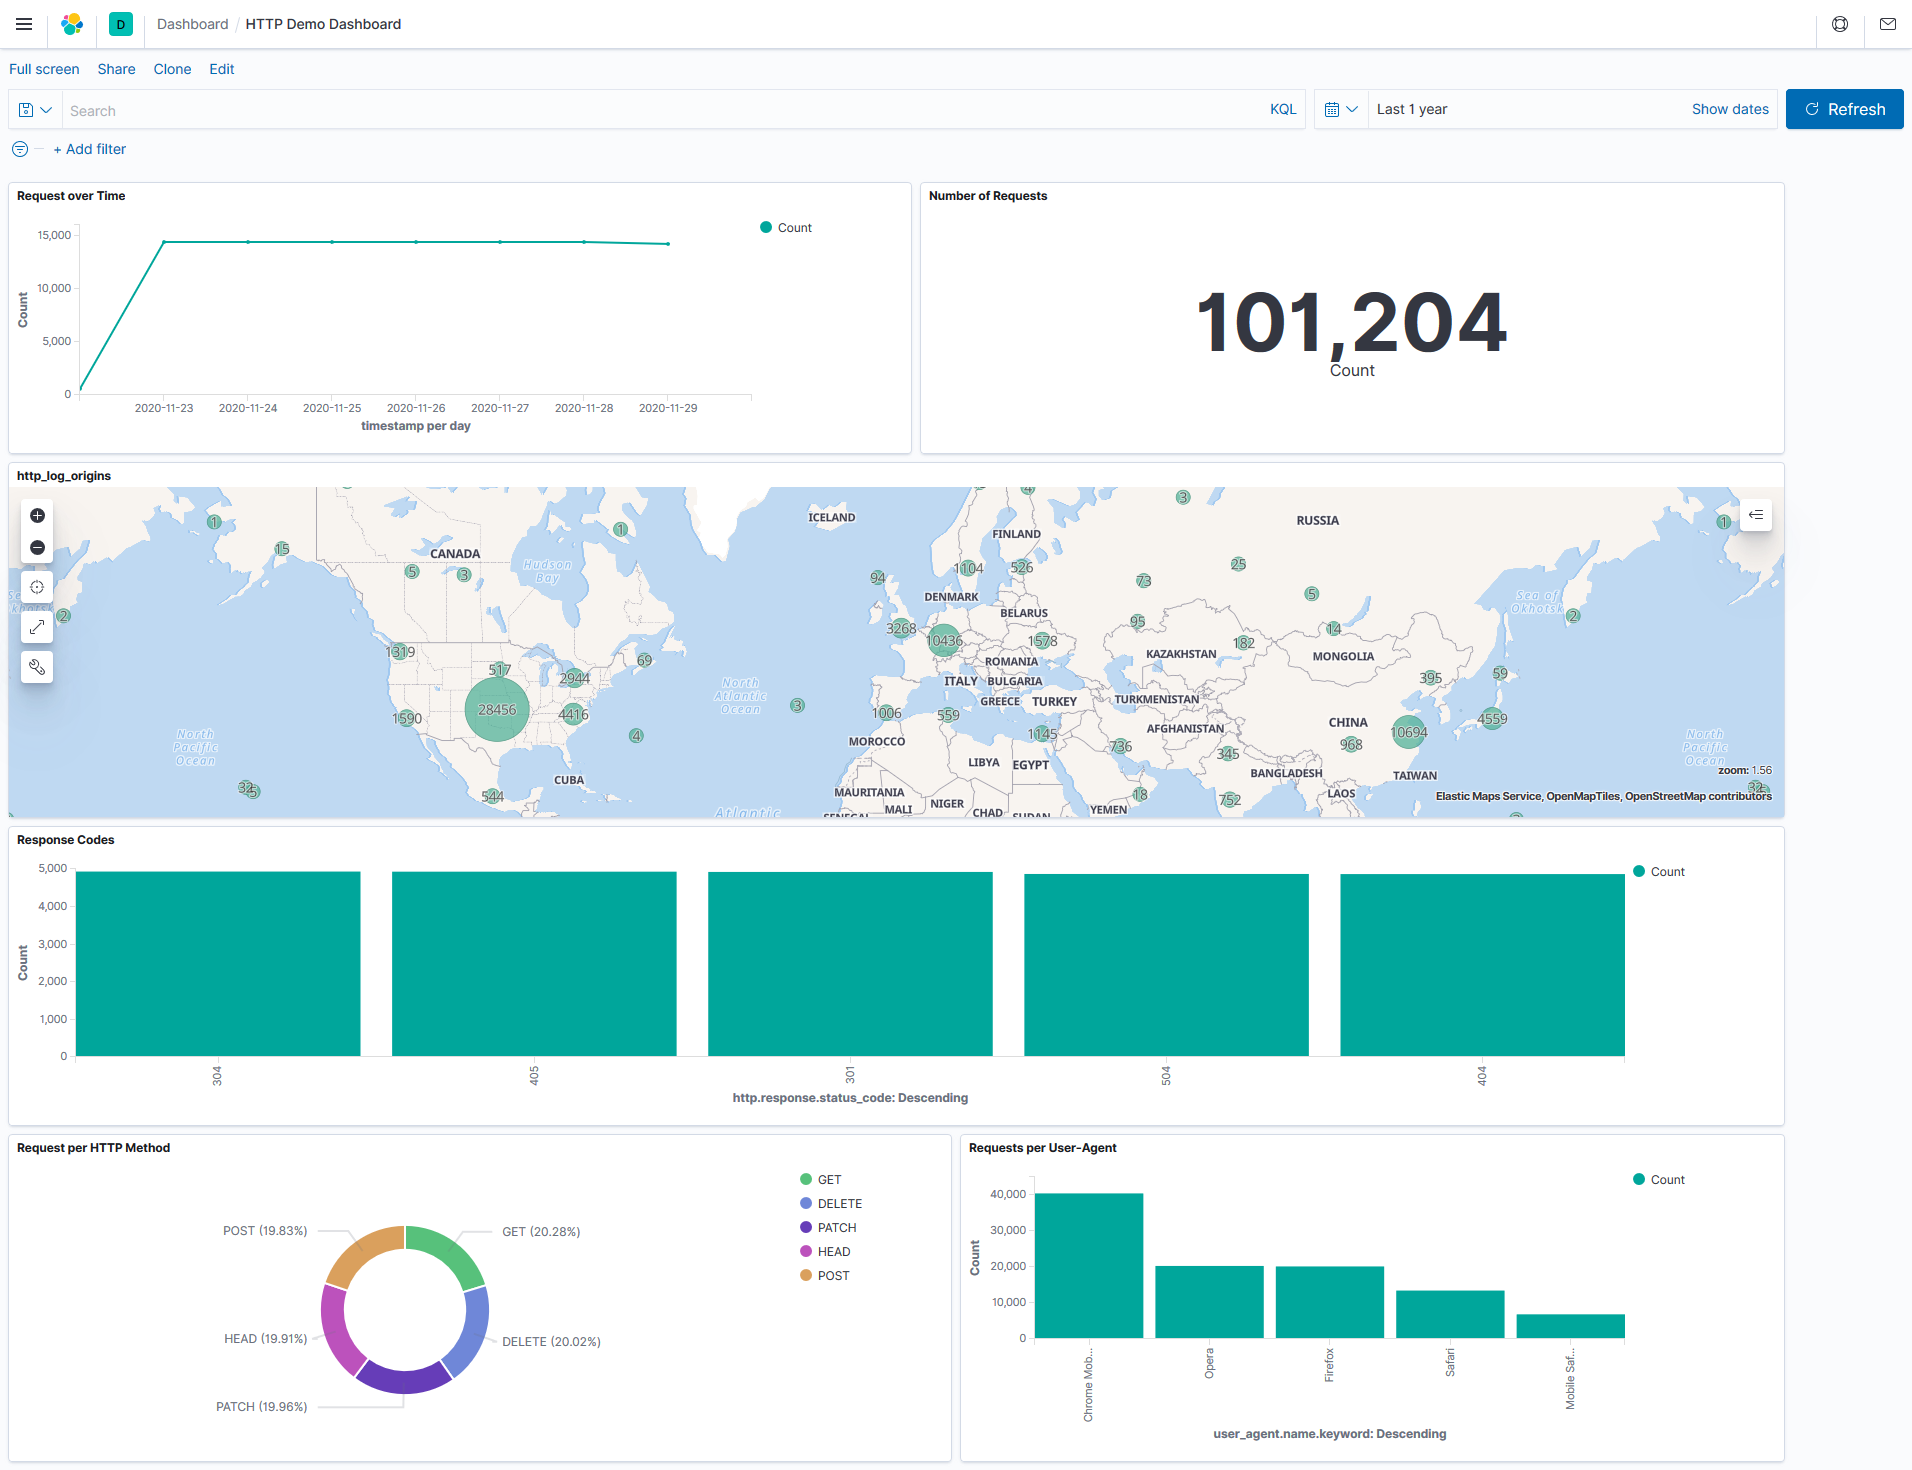 D
Dashboard / HTTP Demo Dashboard
Full screen Share Clone Edit
Search
KQL
Last 1 year
Show dates
Refresh
+ Add filter
Request over Time
Count
15,000
10,000
5,000
0
Count
2020-11-23 2020-11-24 2020-11-25 2020-11-26 2020-11-27 2020-11-28 2020-11-29
timestamp per day
Number of Requests
101,204
Count
http_log_origins
4
3
1
ICELAND
RUSSIA
1
1
FINLAND
15
CANADA
Hudson
Bay
5
3
94
1104
526
73
25
5
DENMARK
BELARUS
Sea of
Okhotsk
2
2
3268
10436
1578
95
14
182
1319
517
69
2944
ROMANIA
KAZAKHSTAN
MONGOLIA
395
59
North
Atlantic
Ocean
ITALY BULGARIA
GREECE TURKEY
TURKMENISTAN
3
28456
1590
4416
1006
559
CHINA
4559
10694
AFGHANISTAN
4
1145
736
345
968
North
Pacific
Ocean
MOROCCO
LIBYA EGYPT
North
Pacific
Ocean
zoom: 1.56
CUBA
BANGLADESH
TAIWAN
32
5
544
MAURITANIA
MALI
NIGER
CHAD
SUDAN
SENEGAL
YEMEN
18
752
LAOS
32
Atlantic
Elastic Maps Service, OpenMapTiles, OpenStreetMap contributors
Response Codes
Count
5,000
4,000
3,000
2,000
1,000
0
Count
304 405 301 504 404
http.response.status_code: Descending
Request per HTTP Method
GET
DELETE
PATCH
HEAD
POST
POST (19.83%)
GET (20.28%)
HEAD (19.91%)
DELETE (20.02%)
PATCH (19.96%)
Requests per User-Agent
Count
40,000
30,000
20,000
10,000
0
Count
Chrome Mob... Opera Firefox Safari Mobile Saf...
user_agent.name.keyword: Descending